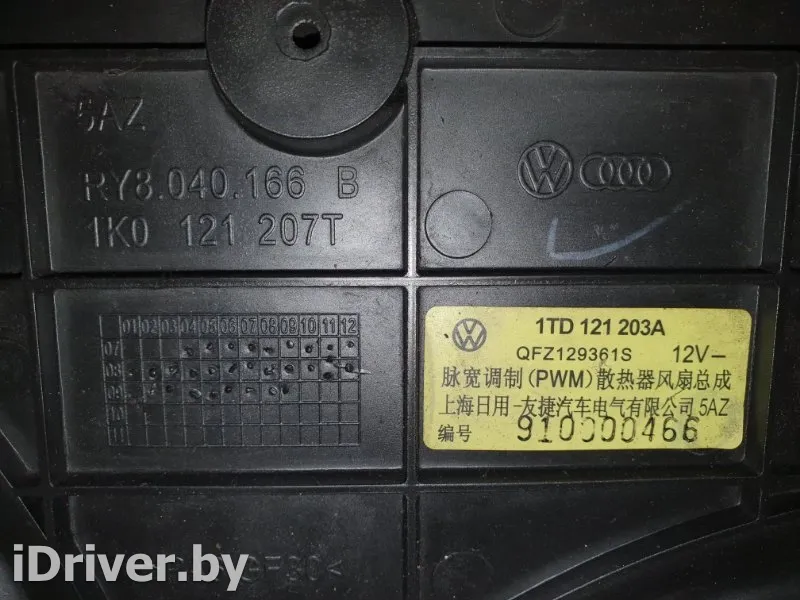 5AZ
RY8.040.166 B
1K0 121 207T
01 02 03 04 05 06 07 08 09 10 11 12
07
08
09
10
11
1TD 121 203A
QFZ129361S 12V
脉宽调制(PWM)散热器风扇总成
上海日用-友捷汽车电气有限公司 5AZ
编号 910000466
iDriver.by